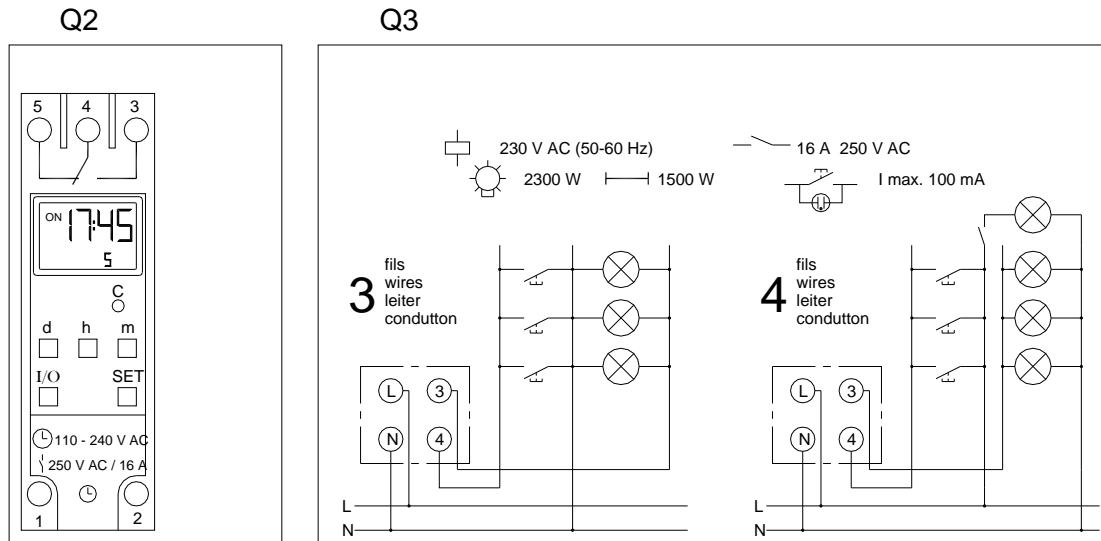 Q2
5 4 3
ON 17:45
5
C
d h m
I/O SET
110 - 240 V AC
250 V AC / 16 A
1 2
Q3
230 V AC (50-60 Hz)
16 A 250 V AC
2300 W
1500 W
I max. 100 mA
3 fils
wires
leiter
condutton
L 3
N 4
L
N
4 fils
wires
leiter
condutton
L 3
N 4
L
N